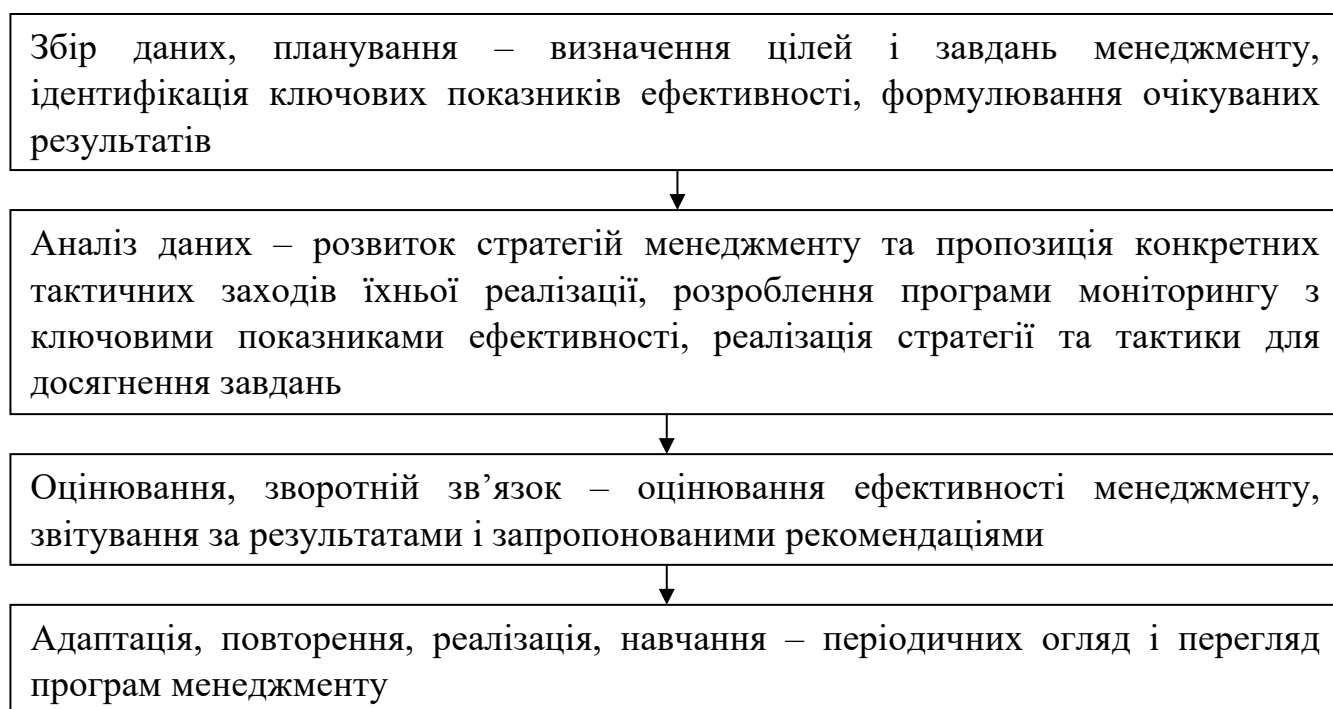 Збір даних, планування – визначення цілей і завдань менеджменту,
ідентифікація ключових показників ефективності, формулювання очікуваних
результатів
Аналіз даних – розвиток стратегій менеджменту та пропозиція конкретних
тактичних заходів їхньої реалізації, розроблення програми моніторингу з
ключовими показниками ефективності, реалізація стратегії та тактики для
досягнення завдань
Оцінювання, зворотній зв’язок – оцінювання ефективності менеджменту,
звітування за результатами і запропонованими рекомендаціями
Адаптація, повторення, реалізація, навчання – періодичних огляд і перегляд
програм менеджменту